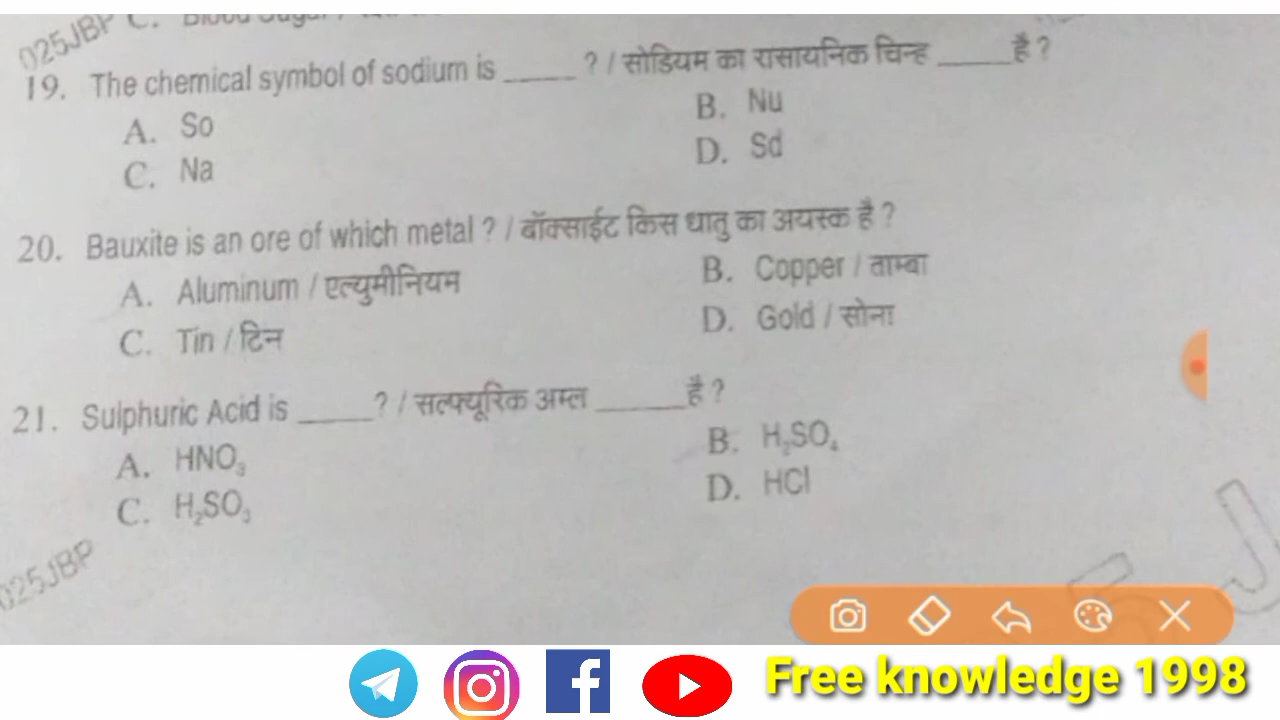 025JBP C.
19. The chemical symbol of sodium is _____ ? / सोडियम का रासायनिक चिन्ह _____ है ?
A. So
B. Nu
C. Na
D. Sd
20. Bauxite is an ore of which metal ? / बॉक्साईट किस धातु का अयस्क है ?
A. Aluminum / एल्युमीनियम
B. Copper / ताम्बा
C. Tin / टिन
D. Gold / सोना
21. Sulphuric Acid is _____ ? / सल्फ्यूरिक अम्ल ______ है ?
A. HNO₃
B. H₂SO₄
C. H₂SO₃
D. HCl
025JBP
5 J
Free knowledge 1998